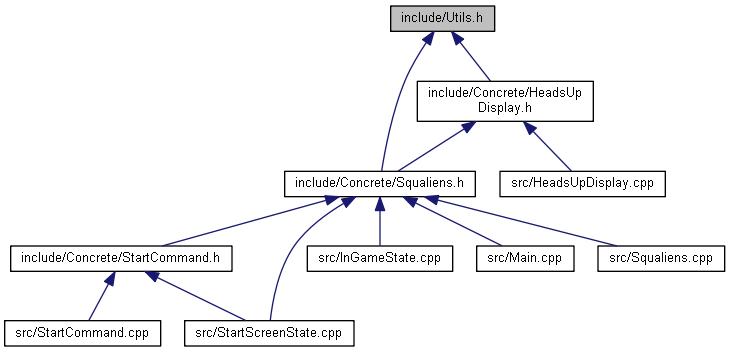 include/Utils.h
include/Concrete/HeadsUp
Display.h
include/Concrete/Squaliens.h
src/HeadsUpDisplay.cpp
include/Concrete/StartCommand.h
src/InGameState.cpp
src/Main.cpp
src/Squaliens.cpp
src/StartCommand.cpp
src/StartScreenState.cpp